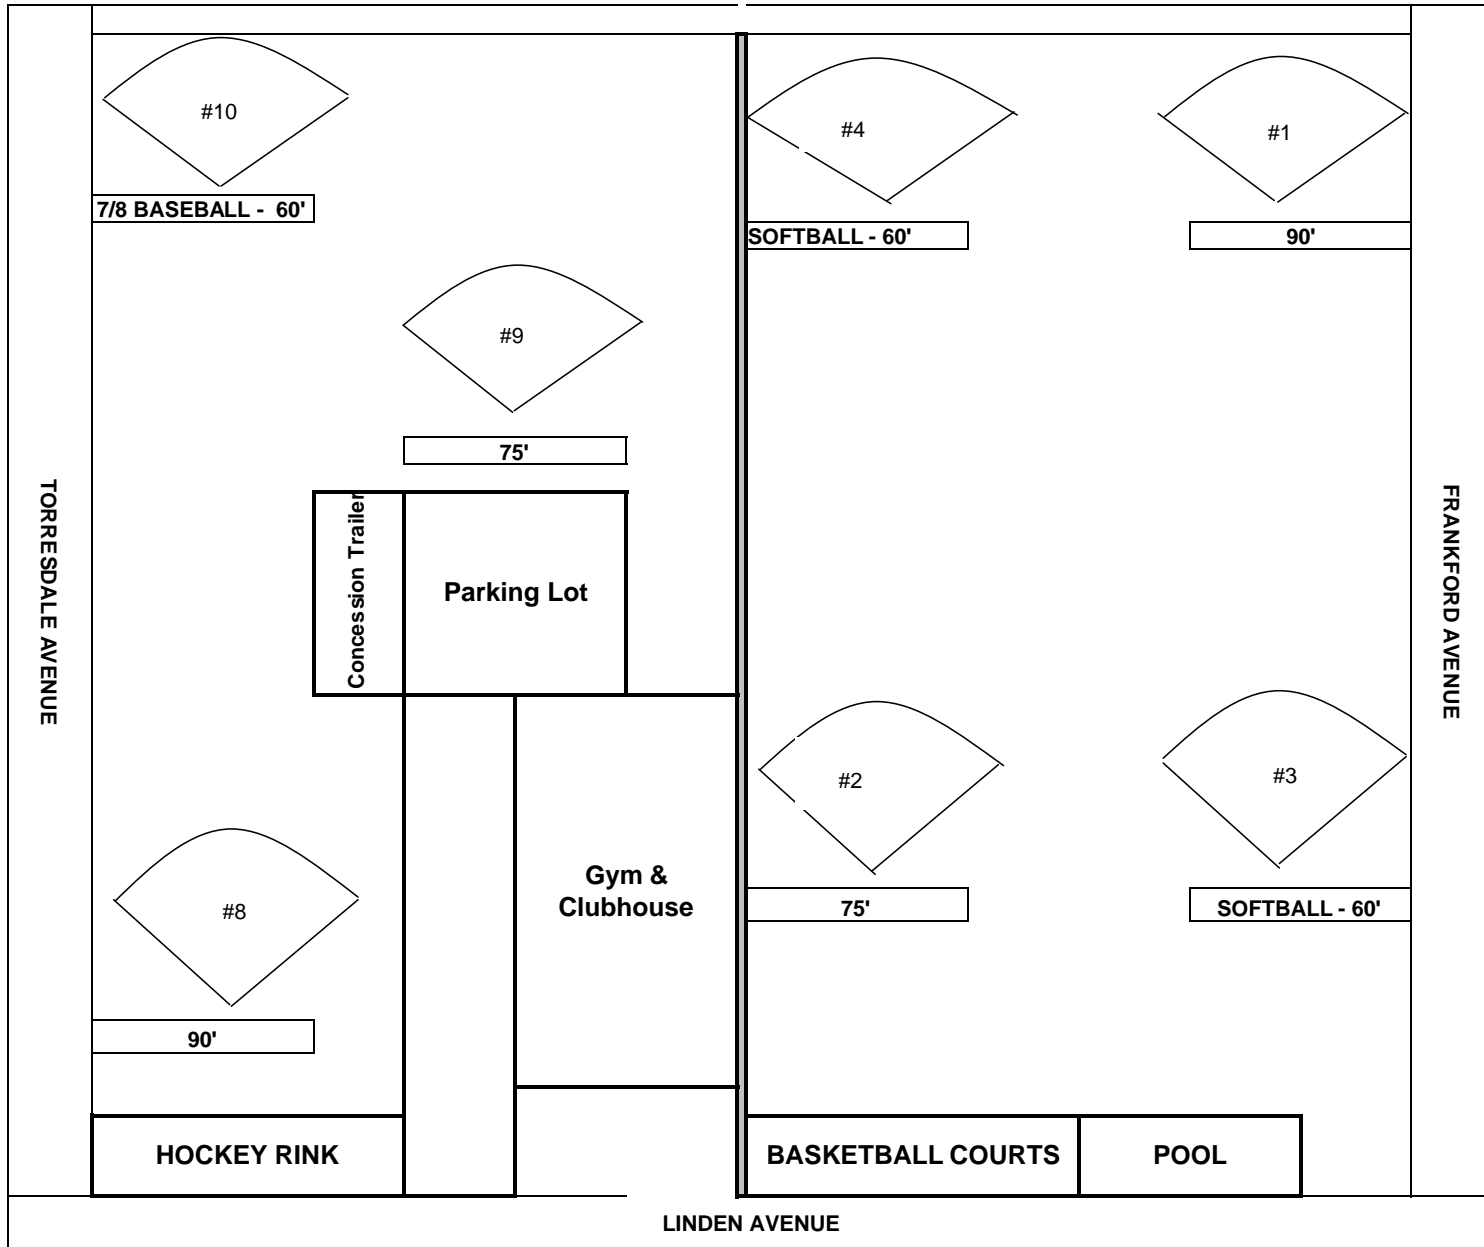 #10
#4
#1
7/8 BASEBALL - 60'
SOFTBALL - 60'
90'
#9
75'
TORRESDALE AVENUE
Concession Trailer
Parking Lot
FRANKFORD AVENUE
#2
#3
#8
Gym &
Clubhouse
75'
SOFTBALL - 60'
90'
HOCKEY RINK
BASKETBALL COURTS
POOL
LINDEN AVENUE